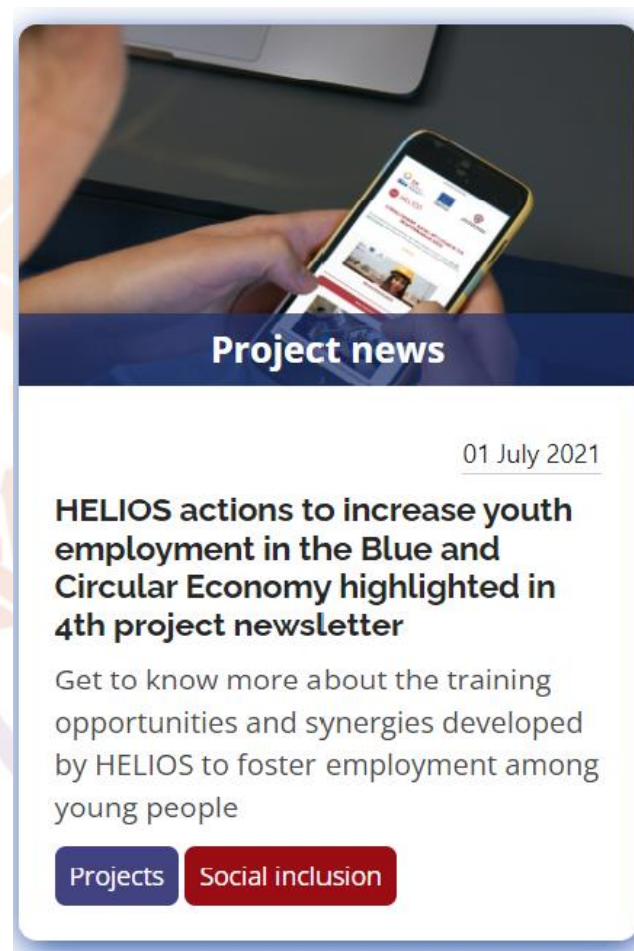 Project news
01 July 2021
HELIOS actions to increase youth
employment in the Blue and
Circular Economy highlighted in
4th project newsletter
Get to know more about the training
opportunities and synergies developed
by HELIOS to foster employment among
young people
Projects
Social inclusion